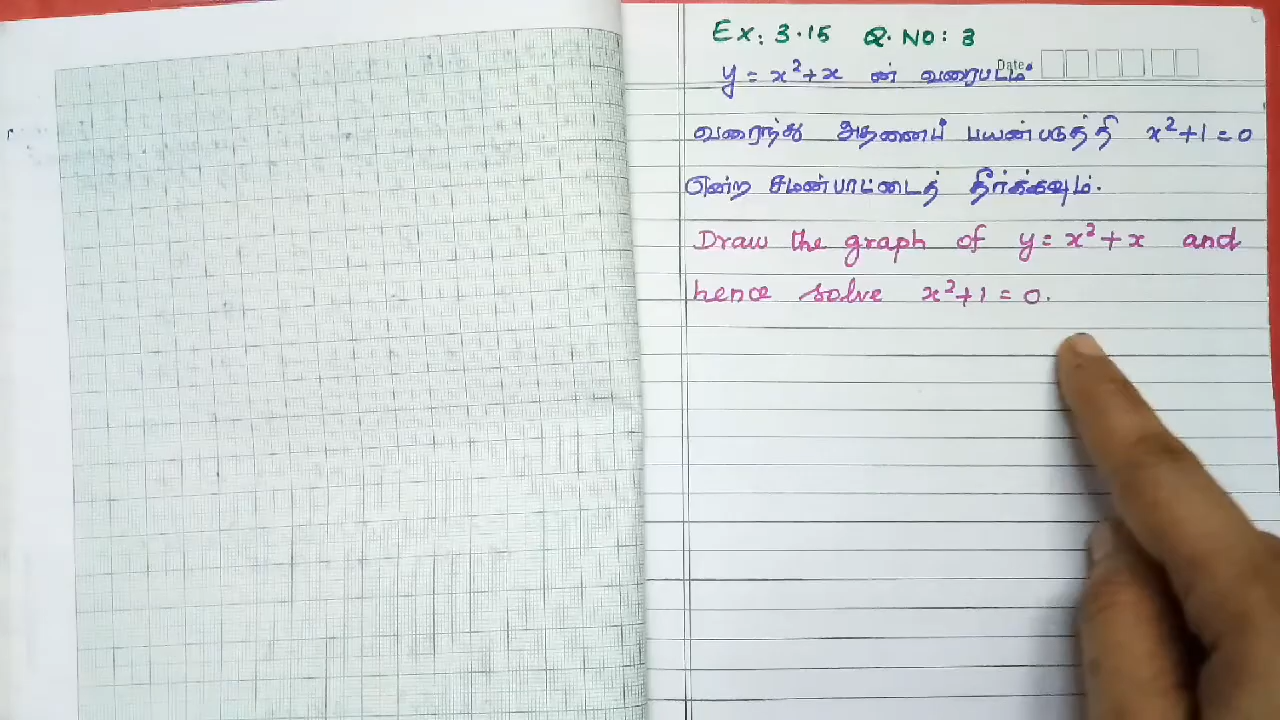 Ex: 3.15 Q. NO: 3
Date
y = x²+x ன் வரைபடம்
வரைந்து அதனைப் பயன்படுத்தி x²+1 = 0
என்ற சமன்பாட்டைத் தீர்க்கவும்.
Draw the graph of y = x²+x and
hence solve x²+1 = 0.